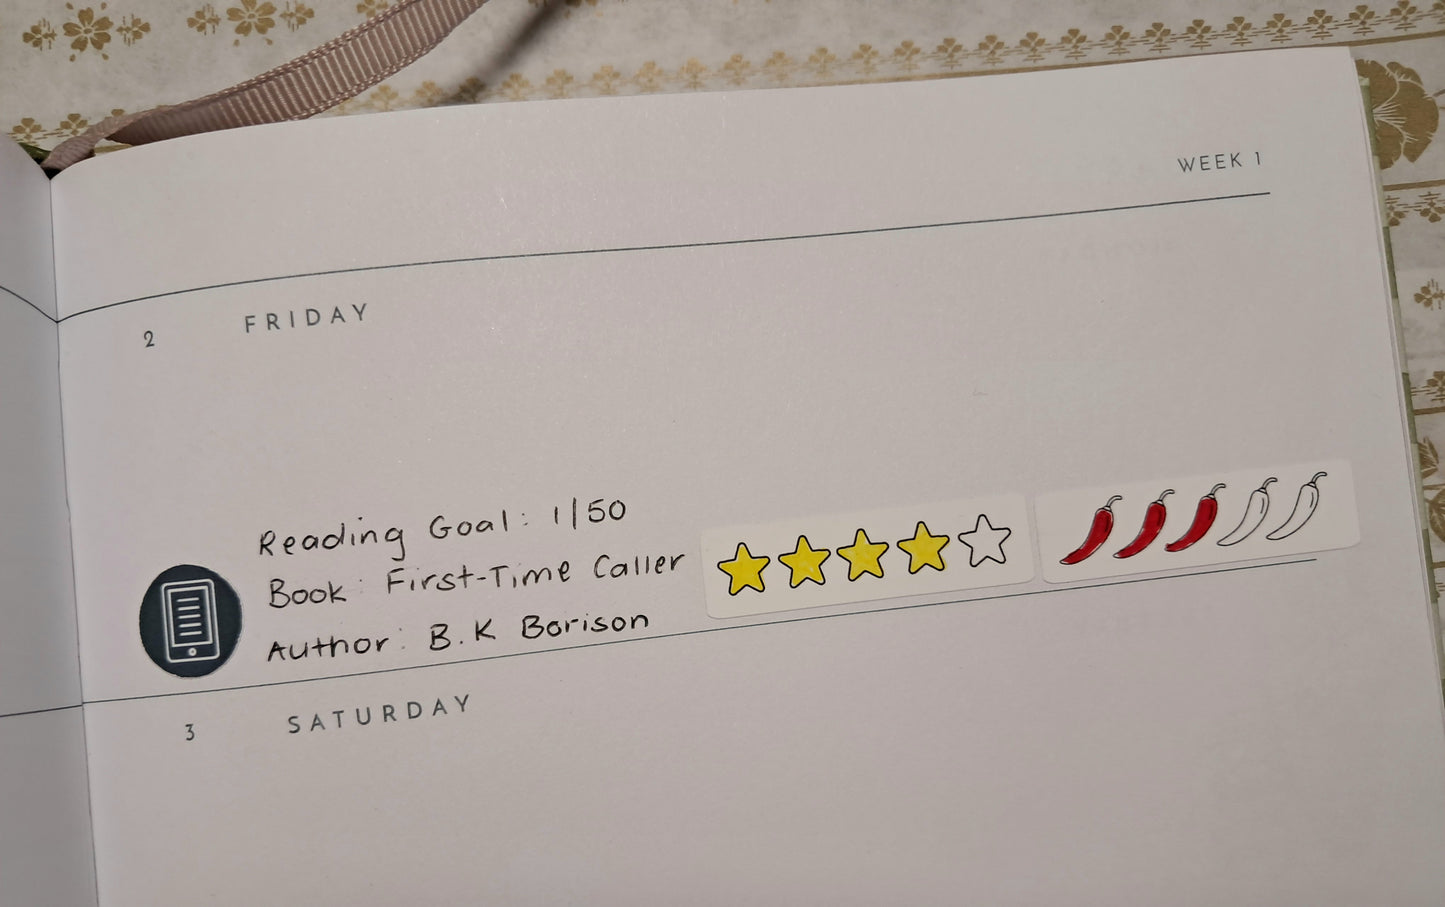 WEEK 1
2 FRIDAY
Reading Goal: 1/50
Book: First-Time Caller
Author: B.K Borison
3 SATURDAY